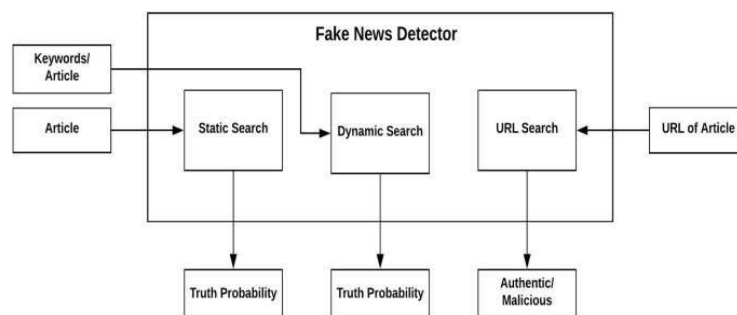 Fake News Detector
Keywords/
Article
Article
Static Search
Dynamic Search
URL Search
URL of Article
Truth Probability
Truth Probability
Authentic/
Malicious